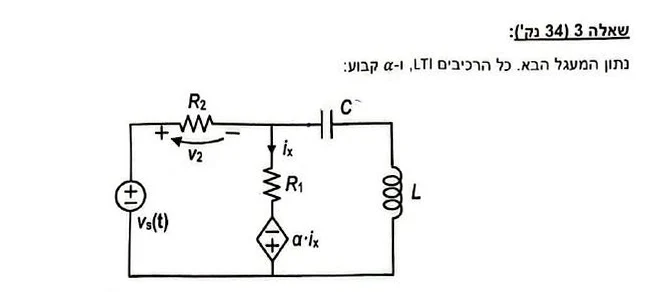 שאלה 3 (34 נק'):
נתון המעגל הבא. כל הרכיבים LTI, ו-α קבוע:
R₂
C
+
−
v₂
iₓ
R₁
L
vₛ(t)
α·iₓ